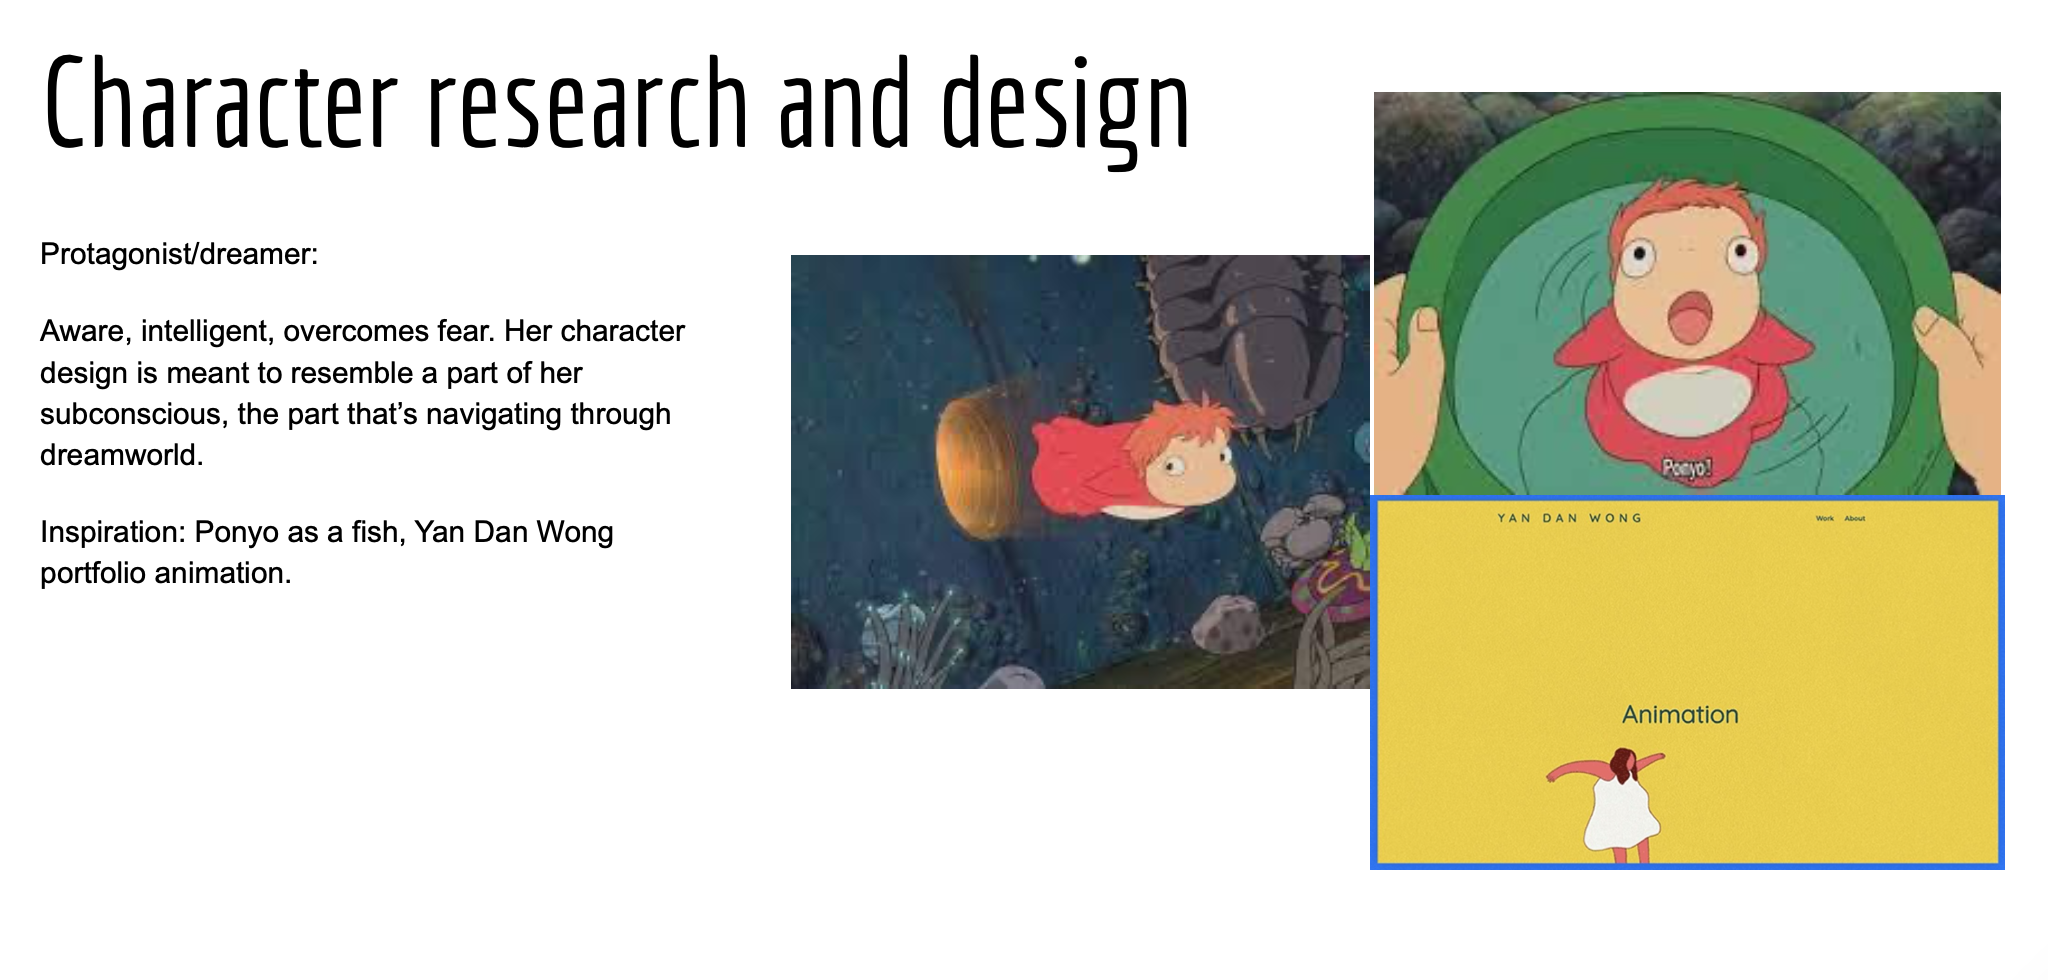 Character research and design
Protagonist/dreamer:
Aware, intelligent, overcomes fear. Her character
design is meant to resemble a part of her
subconscious, the part that’s navigating through
dreamworld.
Inspiration: Ponyo as a fish, Yan Dan Wong
portfolio animation.
Ponyo!
YAN DAN WONG
Work About
Animation